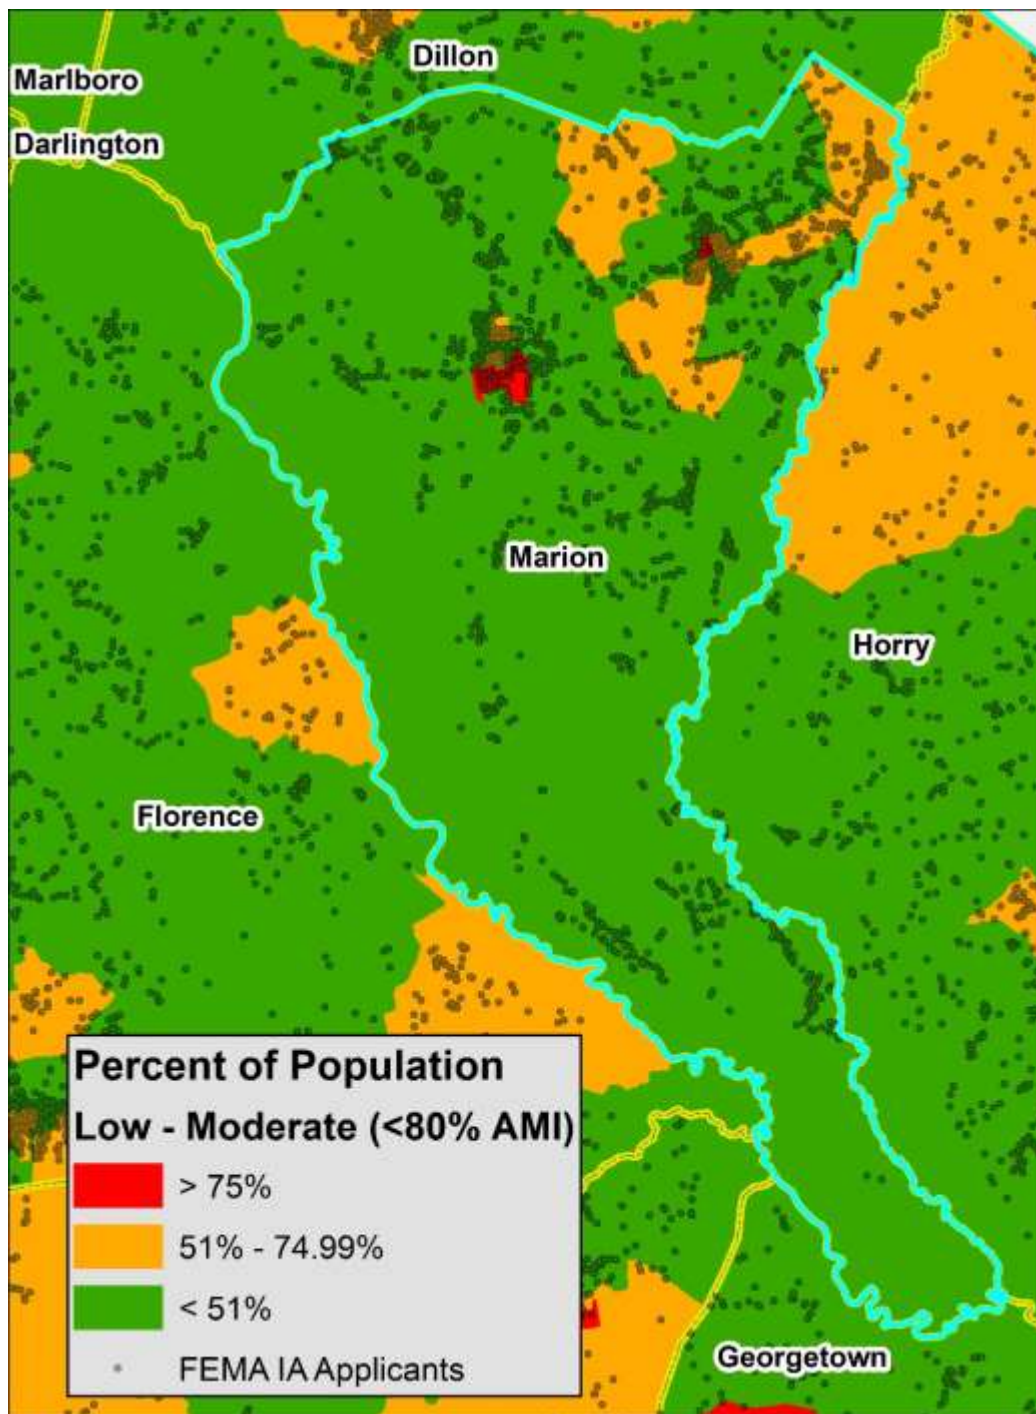 Dillon
Marlboro
Darlington
Marion
Horry
Florence
Percent of Population
Low - Moderate (<80% AMI)
> 75%
51% - 74.99%
< 51%
FEMA IA Applicants
Georgetown